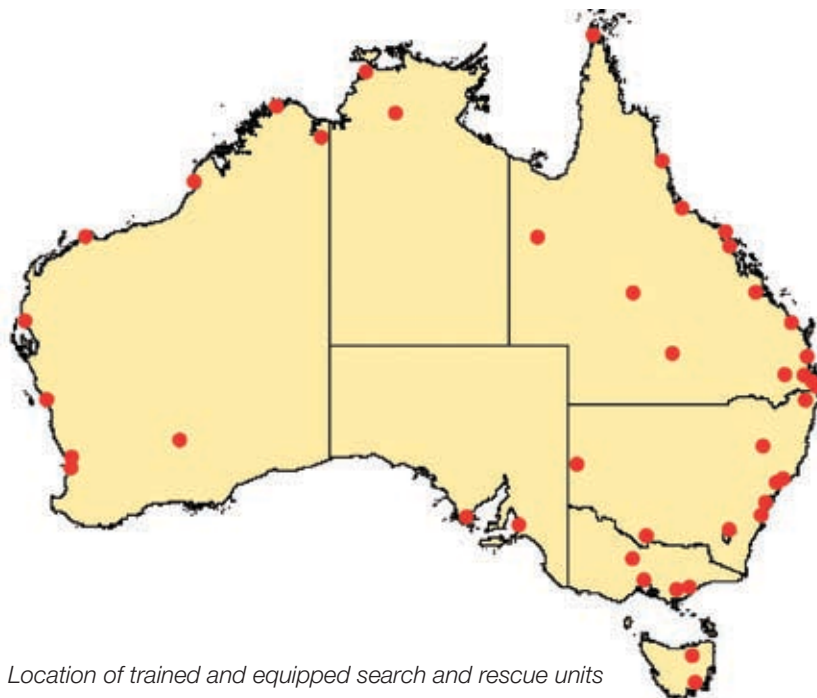 Location of trained and equipped search and rescue units